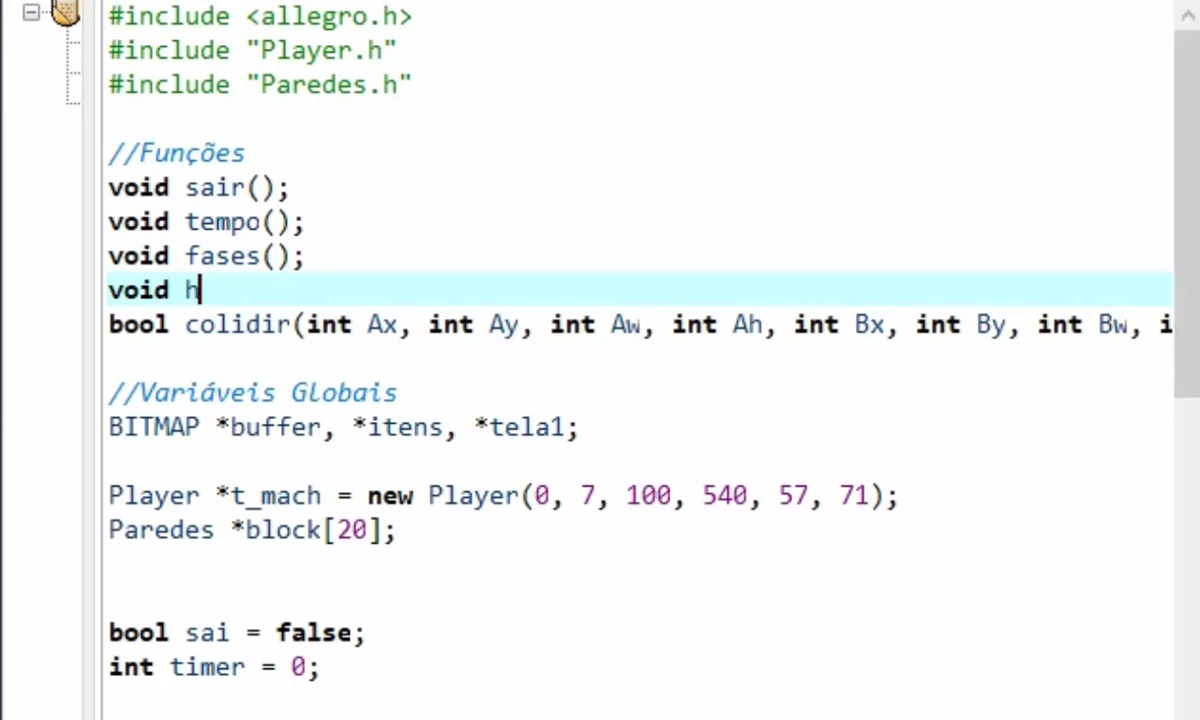 #include <allegro.h>
#include "Player.h"
#include "Paredes.h"
//Funções
void sair();
void tempo();
void fases();
void h
bool colidir(int Ax, int Ay, int Aw, int Ah, int Bx, int By, int Bw, i
//Variáveis Globais
BITMAP *buffer, *itens, *tela1;
Player *t_mach = new Player(0, 7, 100, 540, 57, 71);
Paredes *block[20];
bool sai = false;
int timer = 0;